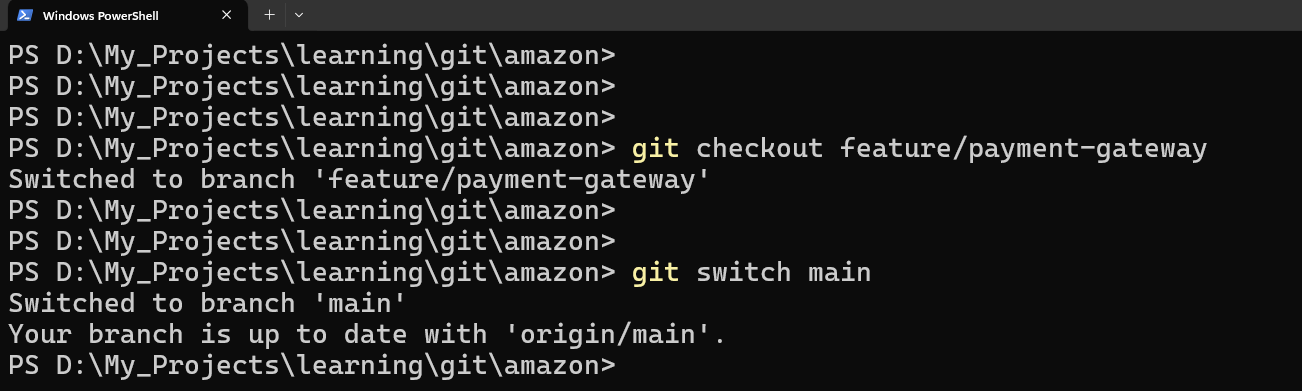 Windows PowerShell
PS D:\My_Projects\learning\git\amazon>
PS D:\My_Projects\learning\git\amazon>
PS D:\My_Projects\learning\git\amazon>
PS D:\My_Projects\learning\git\amazon> git checkout feature/payment-gateway
Switched to branch 'feature/payment-gateway'
PS D:\My_Projects\learning\git\amazon>
PS D:\My_Projects\learning\git\amazon>
PS D:\My_Projects\learning\git\amazon> git switch main
Switched to branch 'main'
Your branch is up to date with 'origin/main'.
PS D:\My_Projects\learning\git\amazon>